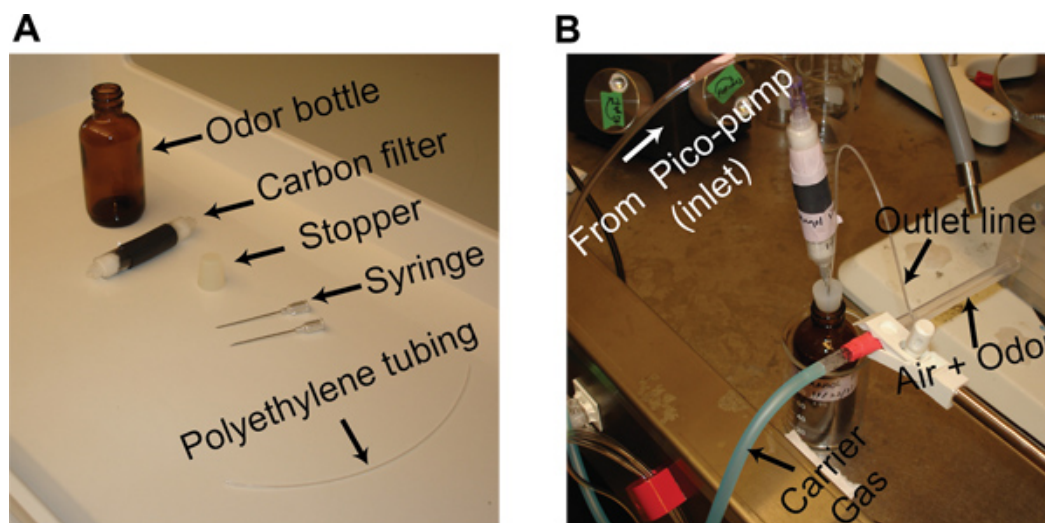 A
Odor bottle
Carbon filter
Stopper
Syringe
Polyethylene tubing
B
From Pico-pump
(inlet)
Outlet line
Air + Odor
Carrier
Gas